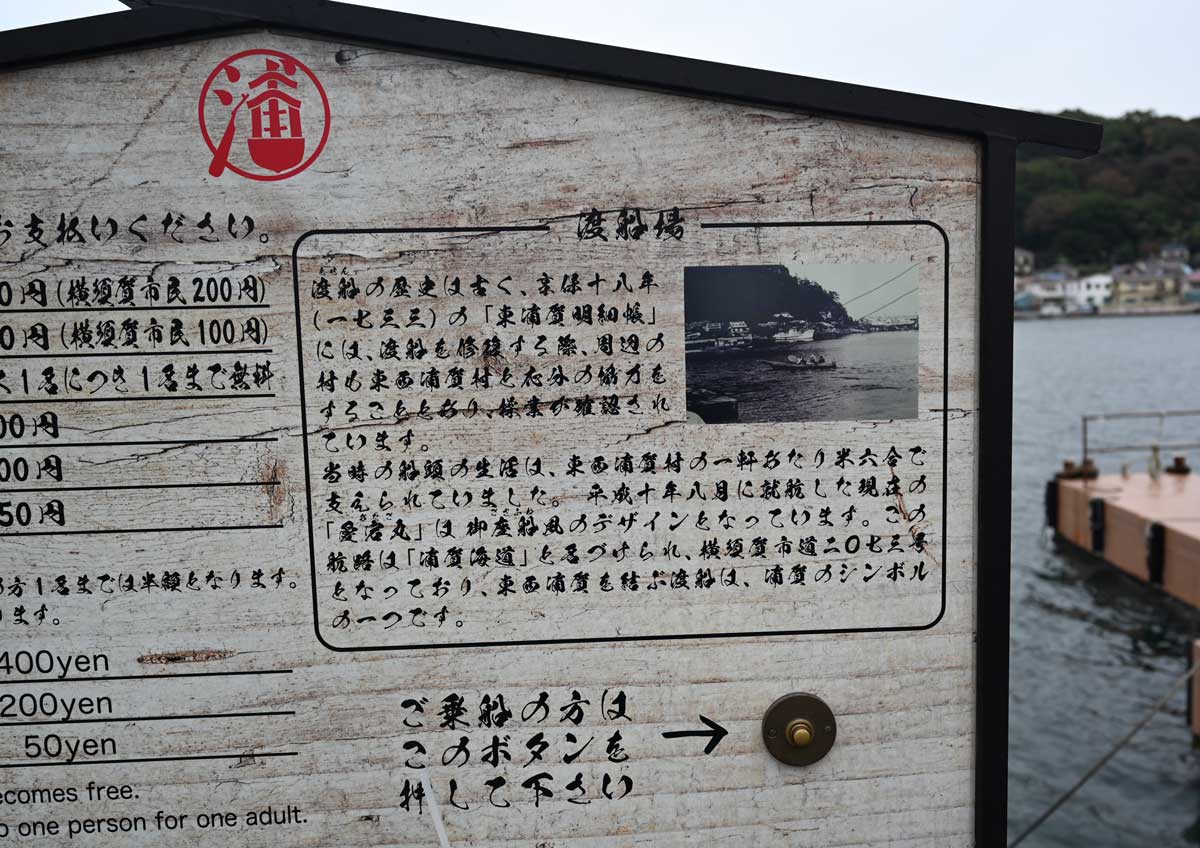 浦
お支払いください。
0円(横須賀市民200円)
0円(横須賀市民100円)
1名につき1名まで無料
00円
00円
50円
方1名までは半額となります。
ります。
400yen
200yen
50yen
ecomes free.
o one person for one adult.
渡船場
とせん
渡船の歴史は古く、享保十八年
(一七三三)の「東浦賀明細帳」
には、渡船を修繕する際、周辺の
村も東西浦賀村と応分の協力を
することとあり、操業が確認され
ています。
当時の船頭の生活は、東西浦賀村の一軒あたり米六合で
支えられていました。平成十年八月に就航した現在の
あたご ござぶね
「愛宕丸」は御座船風のデザインとなっています。この
航路は「浦賀海道」と名づけられ、横須賀市道二〇七三号
となっており、東西浦賀を結ぶ渡船は、浦賀のシンボル
の一つです。
ご乗船の方は
このボタンを
押して下さい
→